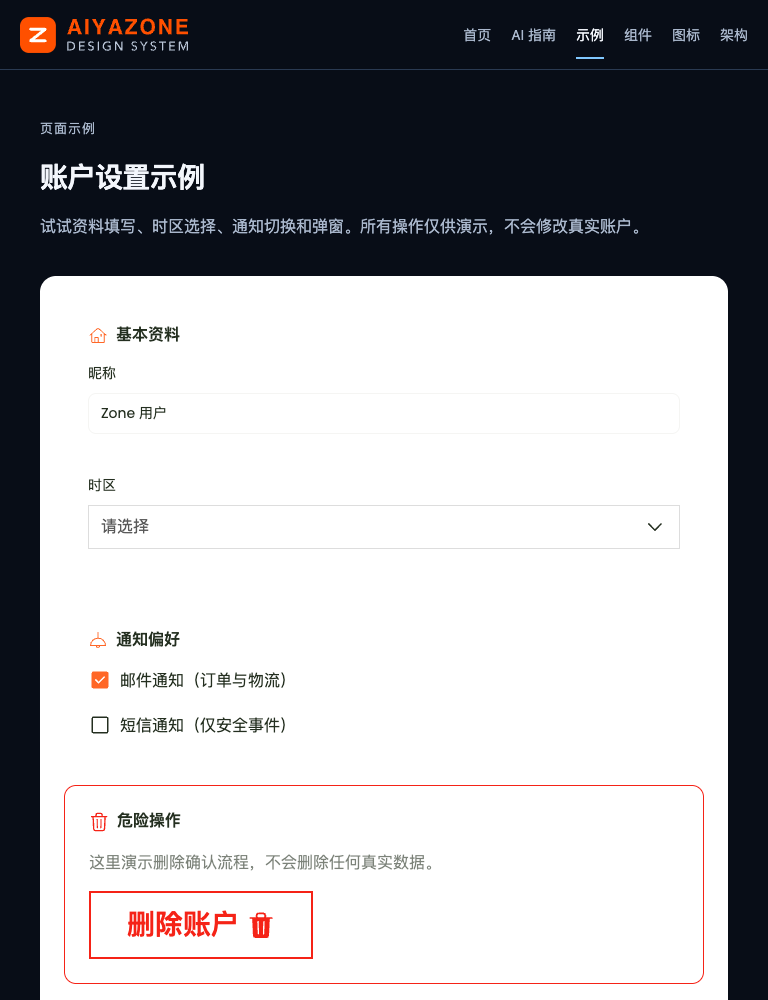 AIYAZONE
DESIGN SYSTEM
首页 AI 指南 示例 组件 图标 架构
页面示例
账户设置示例
试试资料填写、时区选择、通知切换和弹窗。所有操作仅供演示，不会修改真实账户。
基本资料
昵称
Zone 用户
时区
请选择
通知偏好
邮件通知（订单与物流）
短信通知（仅安全事件）
危险操作
这里演示删除确认流程，不会删除任何真实数据。
删除账户